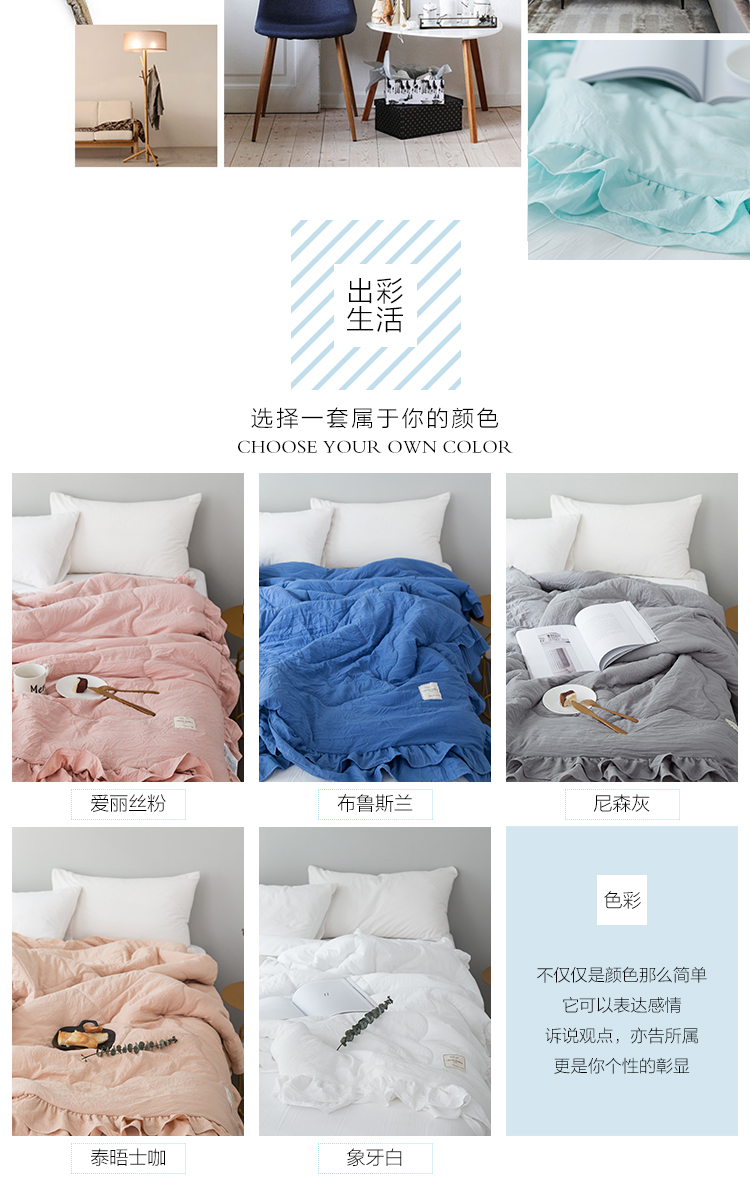 出彩
生活
选择一套属于你的颜色
CHOOSE YOUR OWN COLOR
爱丽丝粉
布鲁斯兰
尼森灰
泰晤士咖
象牙白
色彩
不仅仅是颜色那么简单
它可以表达感情
诉说观点，亦告所属
更是你个性的彰显